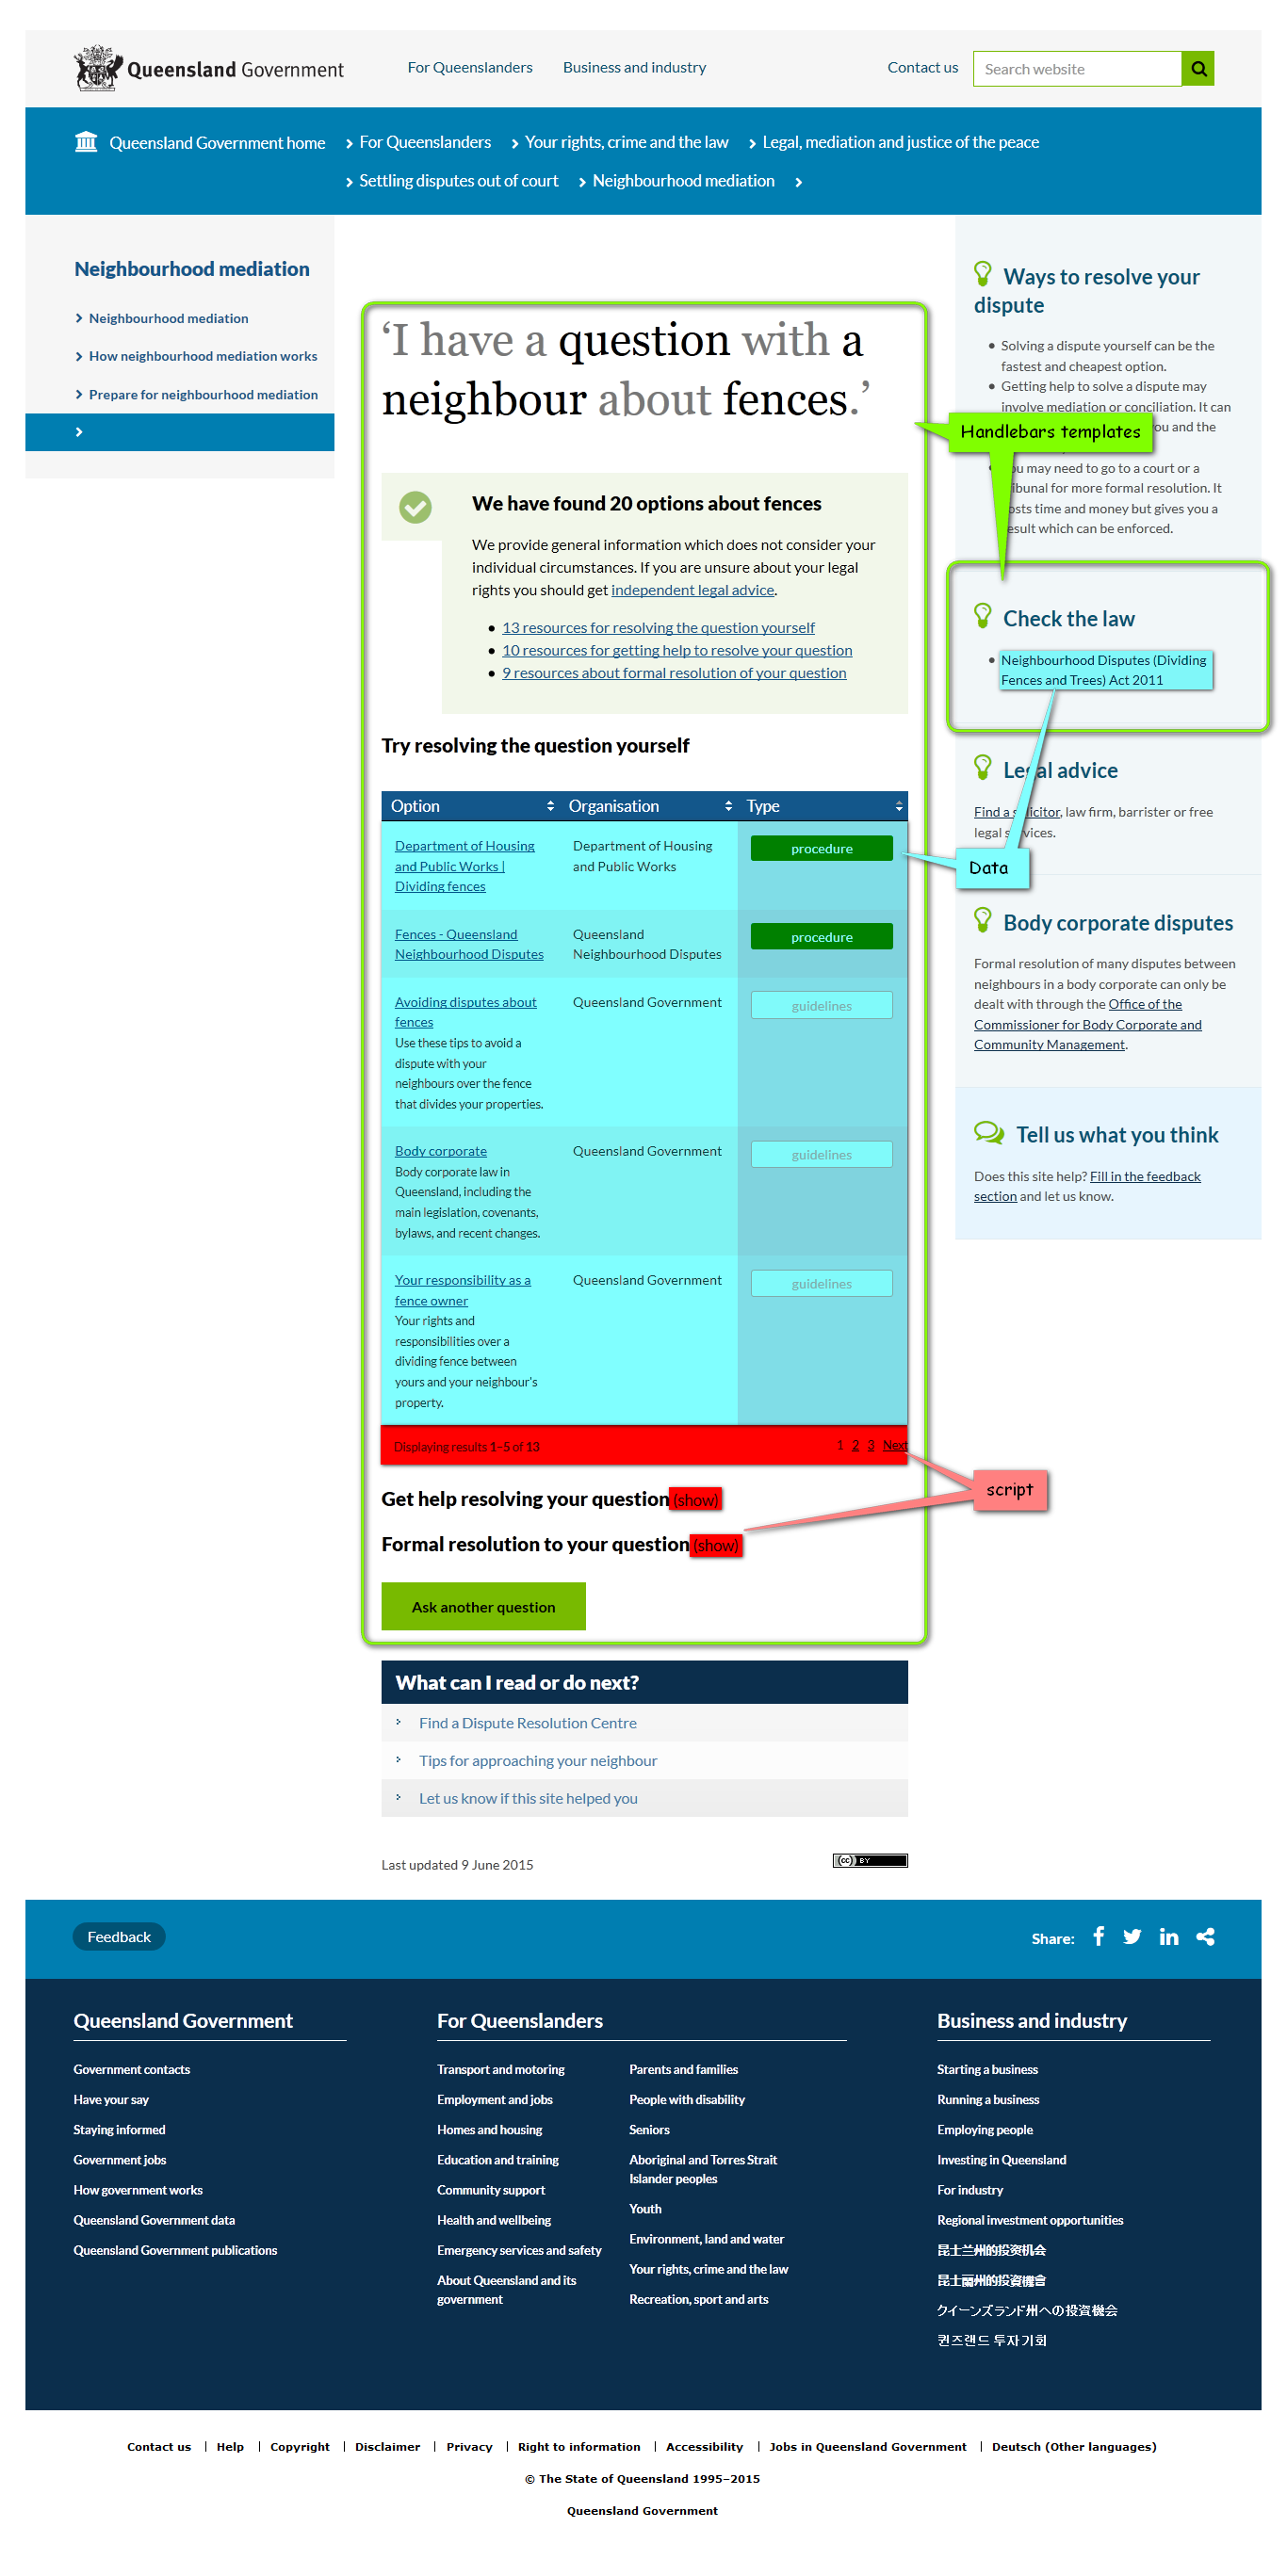 Queensland Government
For Queenslanders
Business and industry
Contact us
Search website
Queensland Government home
For Queenslanders
Your rights, crime and the law
Legal, mediation and justice of the peace
Settling disputes out of court
Neighbourhood mediation
Neighbourhood mediation
Neighbourhood mediation
How neighbourhood mediation works
Prepare for neighbourhood mediation
‘I have a question with a
neighbour about fences.’
We have found 20 options about fences
We provide general information which does not consider your
individual circumstances. If you are unsure about your legal
rights you should get independent legal advice.
13 resources for resolving the question yourself
10 resources for getting help to resolve your question
9 resources about formal resolution of your question
Try resolving the question yourself
Option
Organisation
Type
Department of Housing
and Public Works |
Dividing fences
Department of Housing
and Public Works
procedure
Fences - Queensland
Neighbourhood Disputes
Queensland
Neighbourhood Disputes
procedure
Avoiding disputes about
fences
Use these tips to avoid a
dispute with your
neighbours over the fence
that divides your properties.
Queensland Government
guidelines
Body corporate
Body corporate law in
Queensland, including the
main legislation, covenants,
bylaws, and recent changes.
Queensland Government
guidelines
Your responsibility as a
fence owner
Your rights and
responsibilities over a
dividing fence between
yours and your neighbour's
property.
Queensland Government
guidelines
Displaying results 1–5 of 13
1 2 3 Next
Get help resolving your question (show)
Formal resolution to your question (show)
Ask another question
What can I read or do next?
Find a Dispute Resolution Centre
Tips for approaching your neighbour
Let us know if this site helped you
Last updated 9 June 2015
(cc) BY
Ways to resolve your
dispute
Solving a dispute yourself can be the
fastest and cheapest option.
Getting help to solve a dispute may
involve mediation or conciliation. It can
you and the
Handlebars templates
you may need to go to a court or a
tribunal for more formal resolution. It
costs time and money but gives you a
result which can be enforced.
Check the law
Neighbourhood Disputes (Dividing
Fences and Trees) Act 2011
Legal advice
Find a solicitor, law firm, barrister or free
legal services.
Data
Body corporate disputes
Formal resolution of many disputes between
neighbours in a body corporate can only be
dealt with through the Office of the
Commissioner for Body Corporate and
Community Management.
Tell us what you think
Does this site help? Fill in the feedback
section and let us know.
script
Feedback
Share:
Queensland Government
Government contacts
Have your say
Staying informed
Government jobs
How government works
Queensland Government data
Queensland Government publications
For Queenslanders
Transport and motoring
Employment and jobs
Homes and housing
Education and training
Community support
Health and wellbeing
Emergency services and safety
About Queensland and its
government
Parents and families
People with disability
Seniors
Aboriginal and Torres Strait
Islander peoples
Youth
Environment, land and water
Your rights, crime and the law
Recreation, sport and arts
Business and industry
Starting a business
Running a business
Employing people
Investing in Queensland
For industry
Regional investment opportunities
昆士兰州的投资机会
昆士蘭州的投資機會
クイーンズランド州への投資機会
퀸즈랜드 투자기회
Contact us | Help | Copyright | Disclaimer | Privacy | Right to information | Accessibility | Jobs in Queensland Government | Deutsch (Other languages)
© The State of Queensland 1995–2015
Queensland Government